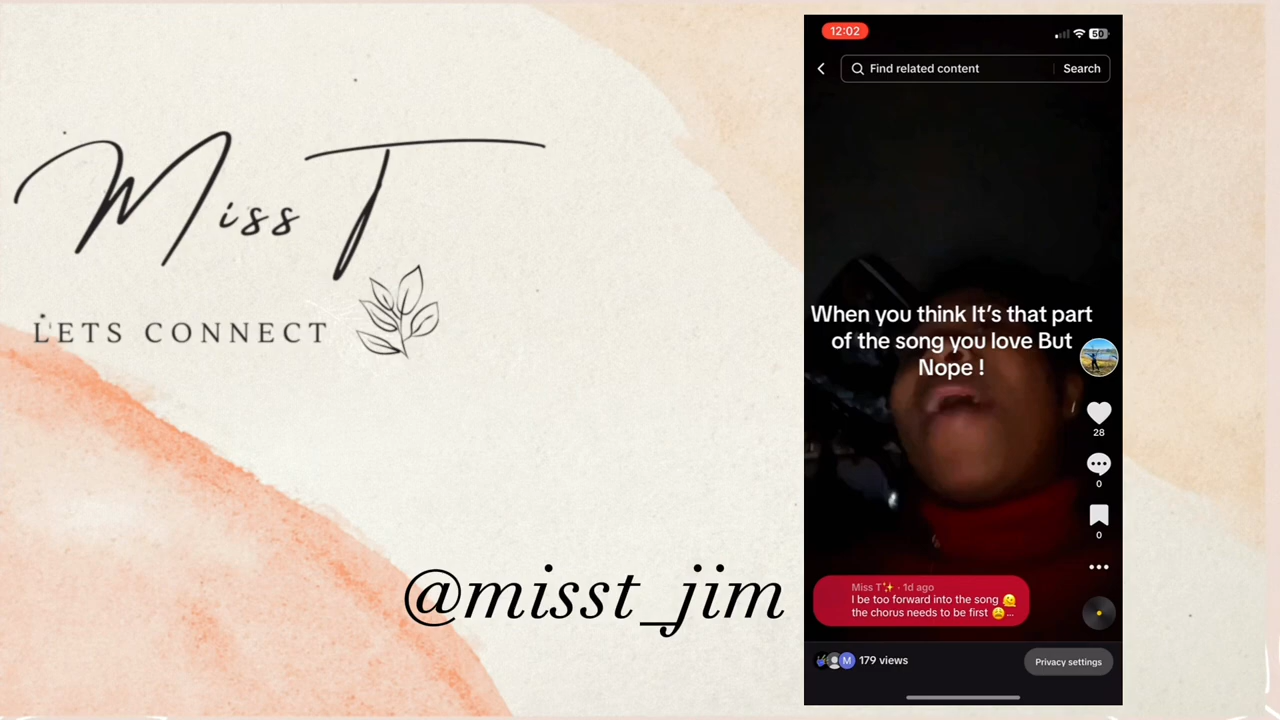 Miss T
LETS CONNECT
@misst_jim
12:02
50
Find related content
Search
When you think It's that part
of the song you love But
Nope !
28
0
0
Miss T✨ · 1d ago
I be too forward into the song 🫠
the chorus needs to be first 😩...
M
179 views
Privacy settings